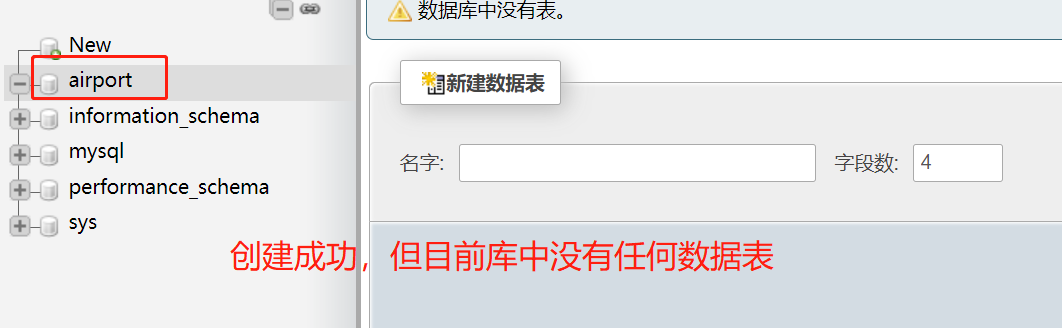 数据库中没有表。
New
airport
information_schema
mysql
performance_schema
sys
新建数据表
名字:
字段数: 4
创建成功，但目前库中没有任何数据表